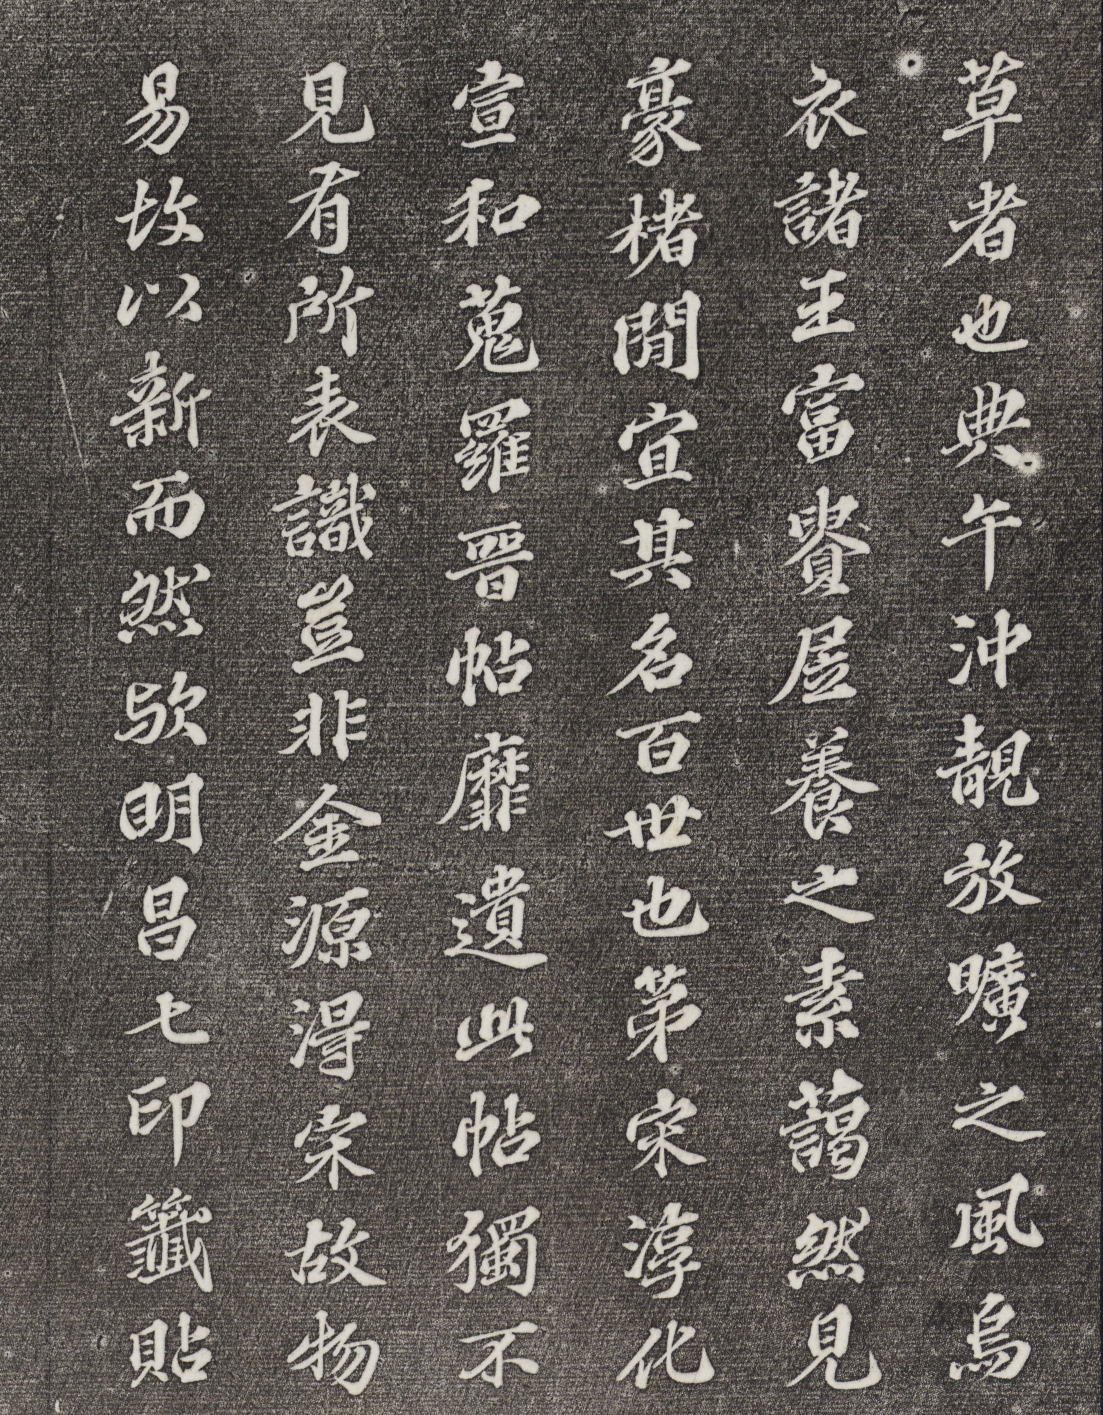 草者也典午沖靚放曠之風烏
衣諸王富貴居養之素藹然見
豪楮閒宜其名百世也第宋淳化
宣和蒐羅晉帖靡遺此帖獨不
見有所表識豈非金源得宋故物
易故以新而然歟明昌七印籤貼